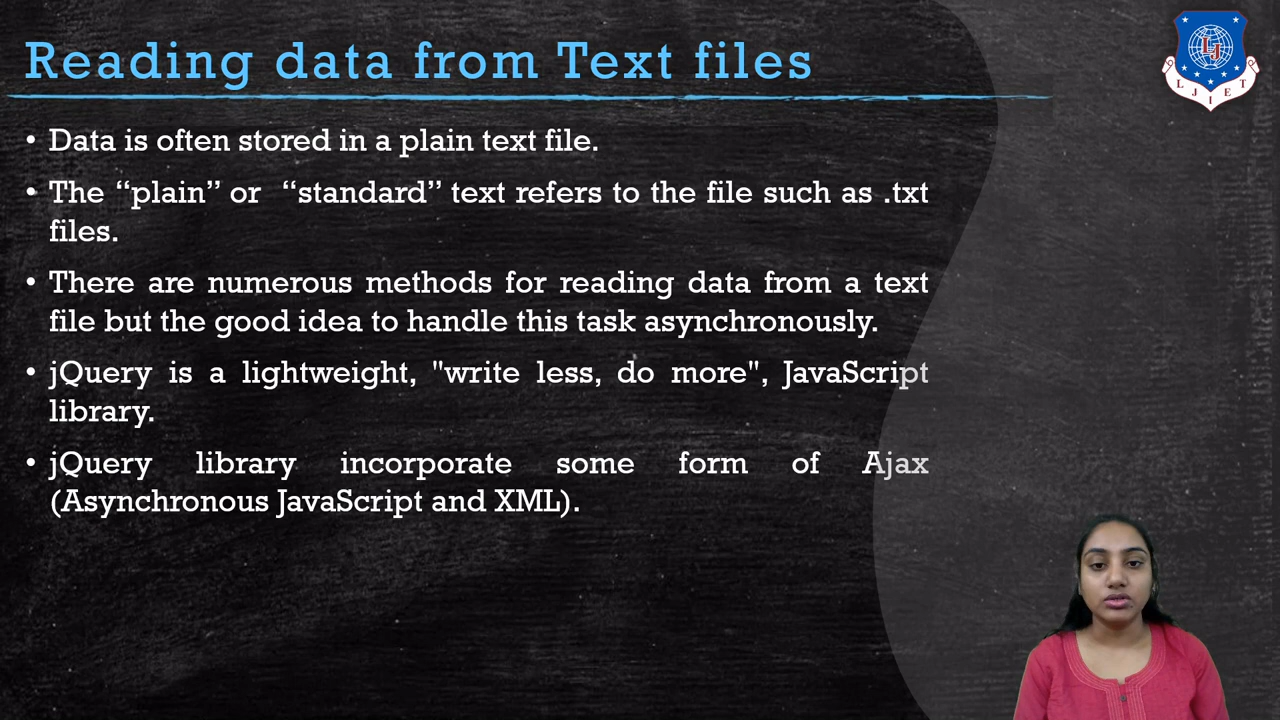 Reading data from Text files
• Data is often stored in a plain text file.
• The “plain” or “standard” text refers to the file such as .txt
files.
• There are numerous methods for reading data from a text
file but the good idea to handle this task asynchronously.
• jQuery is a lightweight, "write less, do more", JavaScript
library.
• jQuery library incorporate some form of Ajax
(Asynchronous JavaScript and XML).
LJ
LJIET